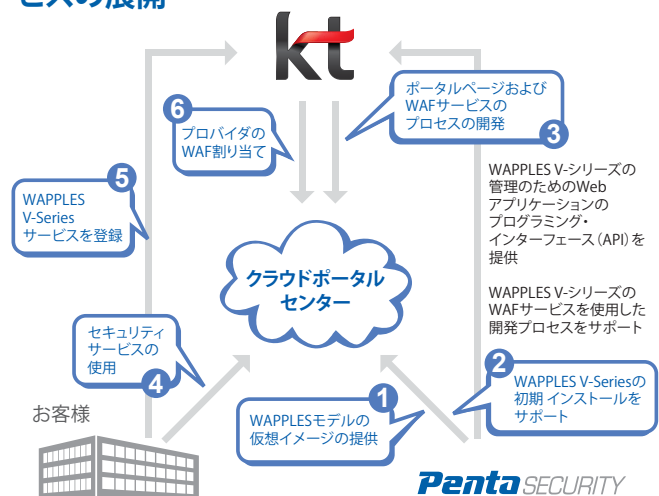 ビスの展開
kt
6
プロバイダの
WAF割り当て
ポータルページおよび
WAFサービスの
プロセスの開発
3
5
WAPPLES
V-Series
サービスを登録
WAPPLES V-シリーズの
管理のためのWeb
アプリケーションの
プログラミング・
インターフェース（API）を
提供
クラウドポータル
センター
WAPPLES V-シリーズの
WAFサービスを使用した
開発プロセスをサポート
セキュリティ
サービスの
使用
4
2
WAPPLES V-Seriesの
初期 インストールを
サポート
1
WAPPLESモデルの
仮想イメージの提供
お客様
Penta SECURITY